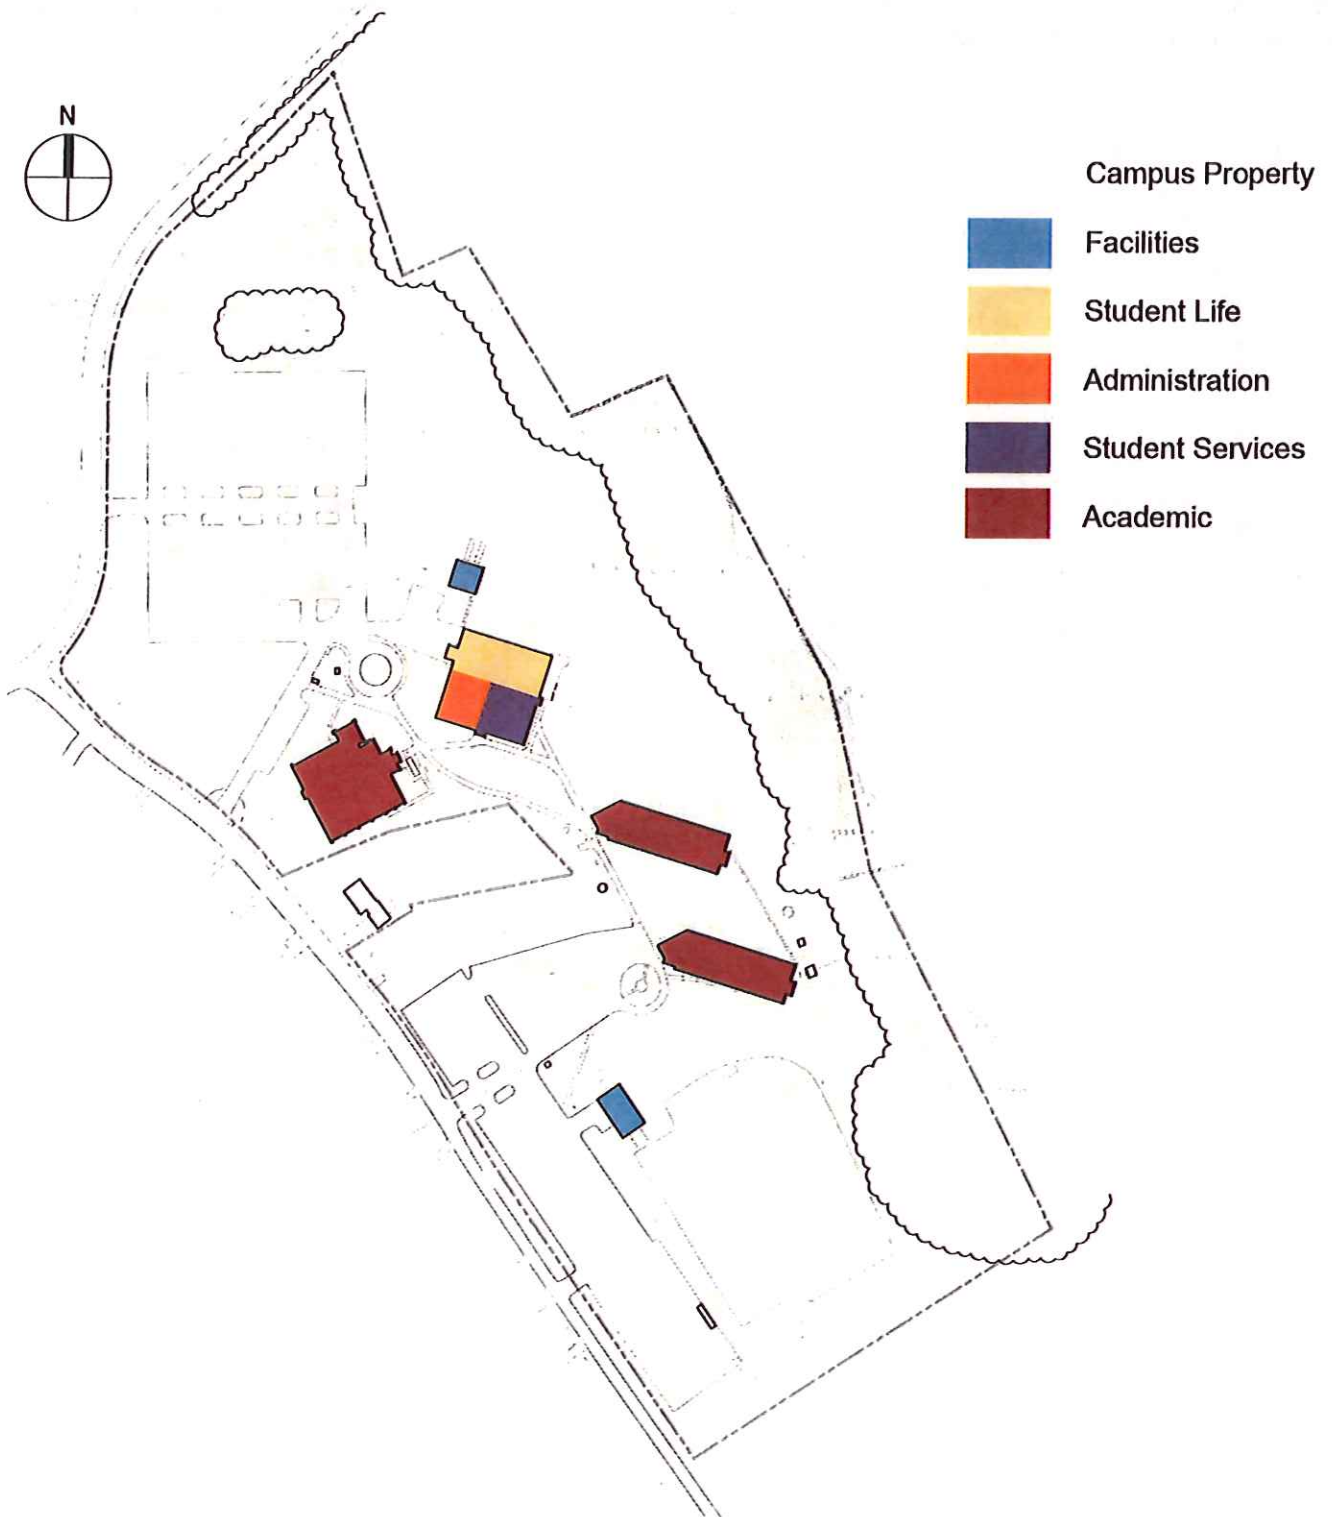 N
Campus Property
Facilities
Student Life
Administration
Student Services
Academic